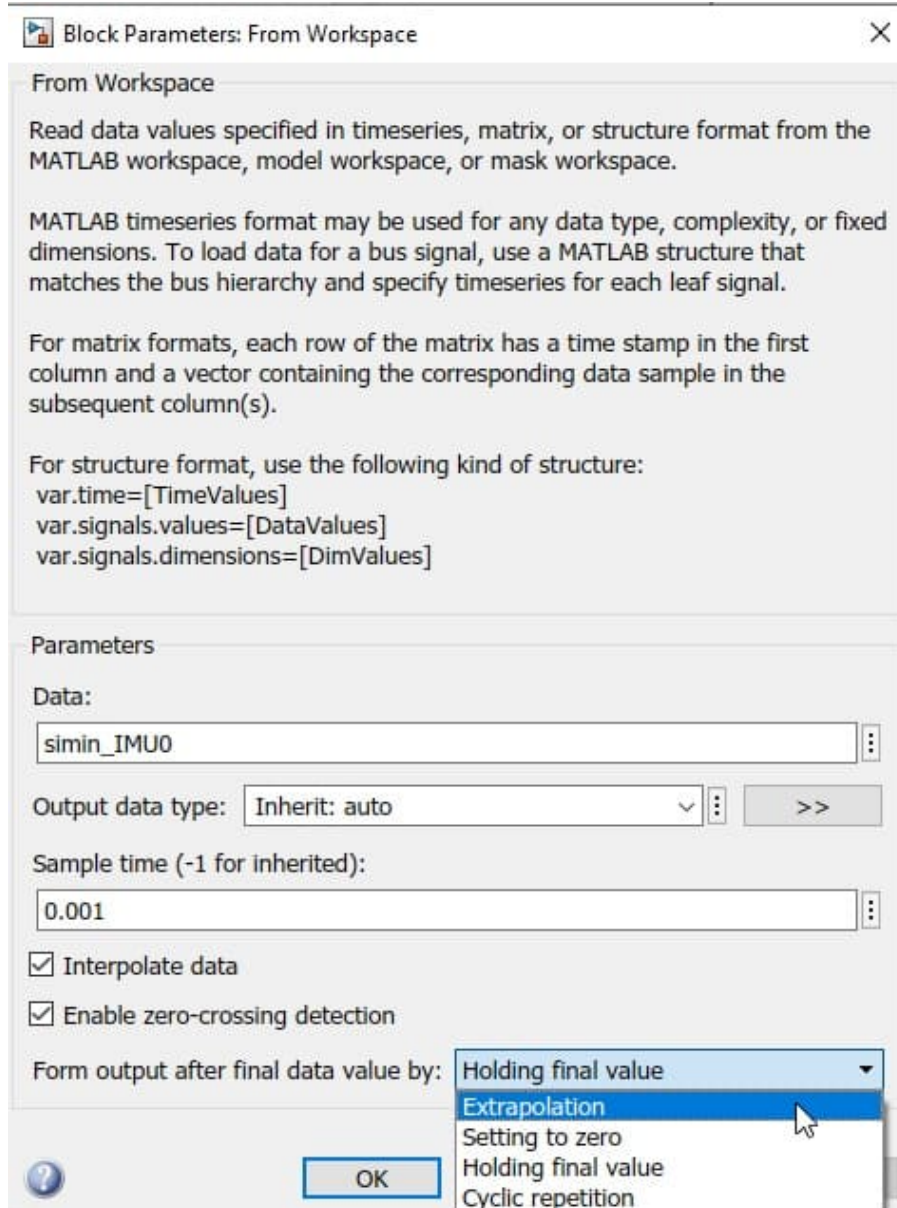 Block Parameters: From Workspace
From Workspace
Read data values specified in timeseries, matrix, or structure format from the
MATLAB workspace, model workspace, or mask workspace.
MATLAB timeseries format may be used for any data type, complexity, or fixed
dimensions. To load data for a bus signal, use a MATLAB structure that
matches the bus hierarchy and specify timeseries for each leaf signal.
For matrix formats, each row of the matrix has a time stamp in the first
column and a vector containing the corresponding data sample in the
subsequent column(s).
For structure format, use the following kind of structure:
var.time=[TimeValues]
var.signals.values=[DataValues]
var.signals.dimensions=[DimValues]
Parameters
Data:
simin_IMU0
Output data type: Inherit: auto >>
Sample time (-1 for inherited):
0.001
Interpolate data
Enable zero-crossing detection
Form output after final data value by: Holding final value
Extrapolation
Setting to zero
Holding final value
Cyclic repetition
OK